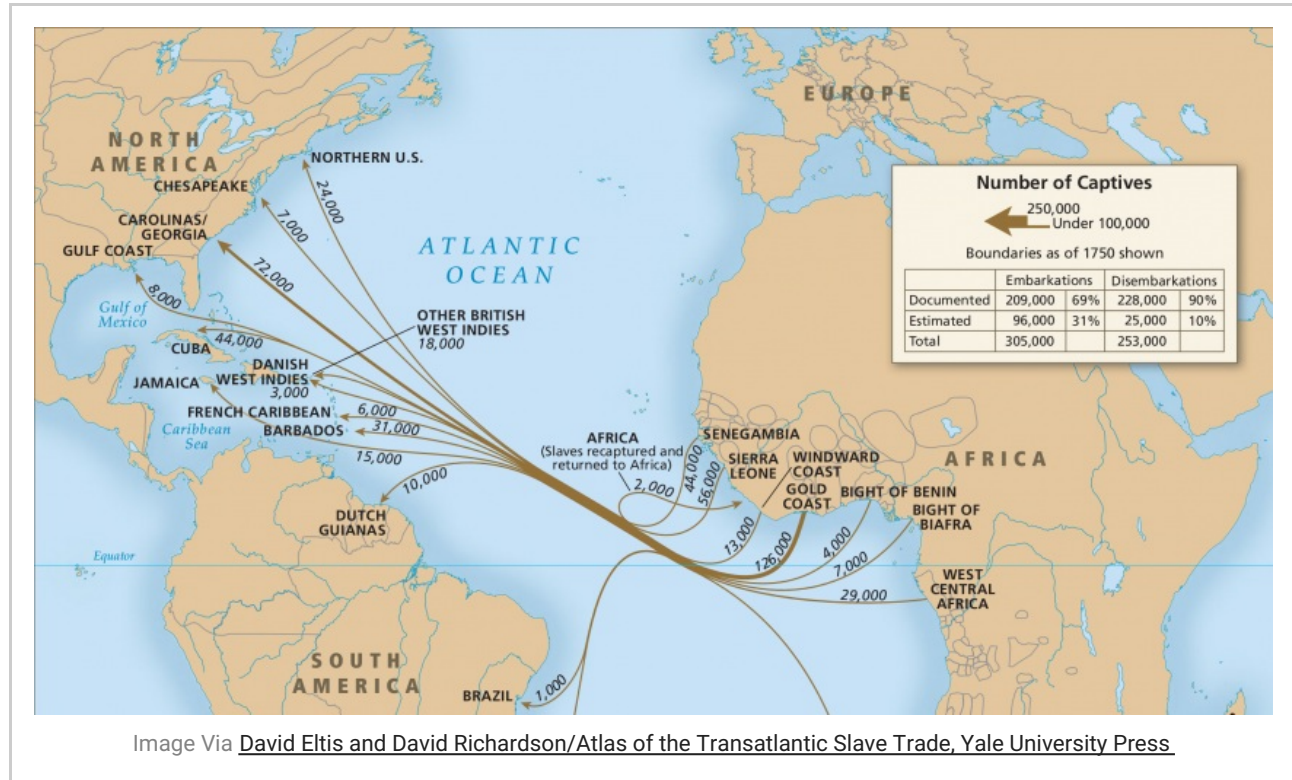 NORTH
AMERICA
NORTHERN U.S.
CHESAPEAKE
CAROLINAS/
GEORGIA
GULF COAST
24,000
7,000
72,000
8,000
Gulf of
Mexico
ATLANTIC
OCEAN
EUROPE
Number of Captives
250,000
Under 100,000
Boundaries as of 1750 shown
Embarkations Disembarkations
Documented 209,000 69% 228,000 90%
Estimated 96,000 31% 25,000 10%
Total 305,000 253,000
OTHER BRITISH
WEST INDIES
18,000
44,000
CUBA
DANISH
WEST INDIES
3,000
JAMAICA
FRENCH CARIBBEAN
6,000
BARBADOS
31,000
Caribbean
Sea
15,000
10,000
DUTCH
GUIANAS
AFRICA
(Slaves recaptured and
returned to Africa)
2,000
44,000
56,000
SENEGAMBIA
SIERRA
LEONE
WINDWARD
COAST
GOLD
COAST
BIGHT OF BENIN
BIGHT OF
BIAFRA
AFRICA
13,000
126,000
4,000
7,000
29,000
WEST
CENTRAL
AFRICA
Equator
SOUTH
AMERICA
BRAZIL
1,000
Image Via David Eltis and David Richardson/Atlas of the Transatlantic Slave Trade, Yale University Press